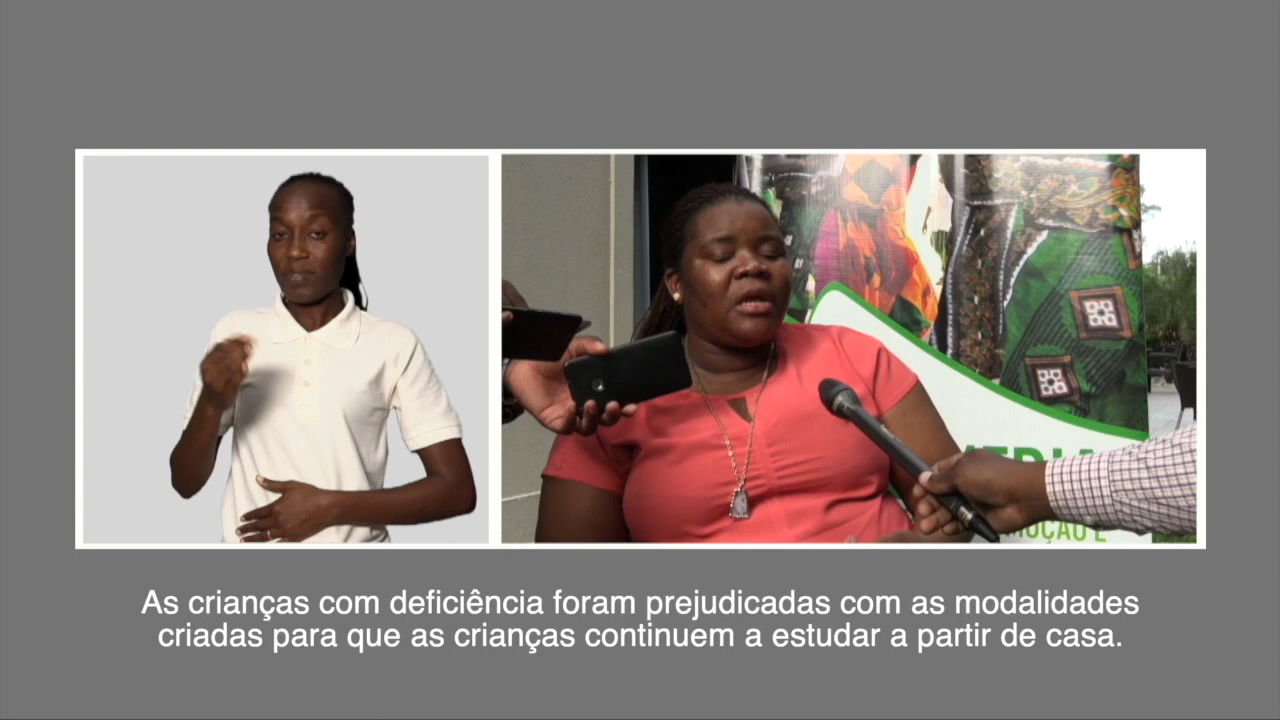 As crianças com deficiência foram prejudicadas com as modalidades
criadas para que as crianças continuem a estudar a partir de casa.